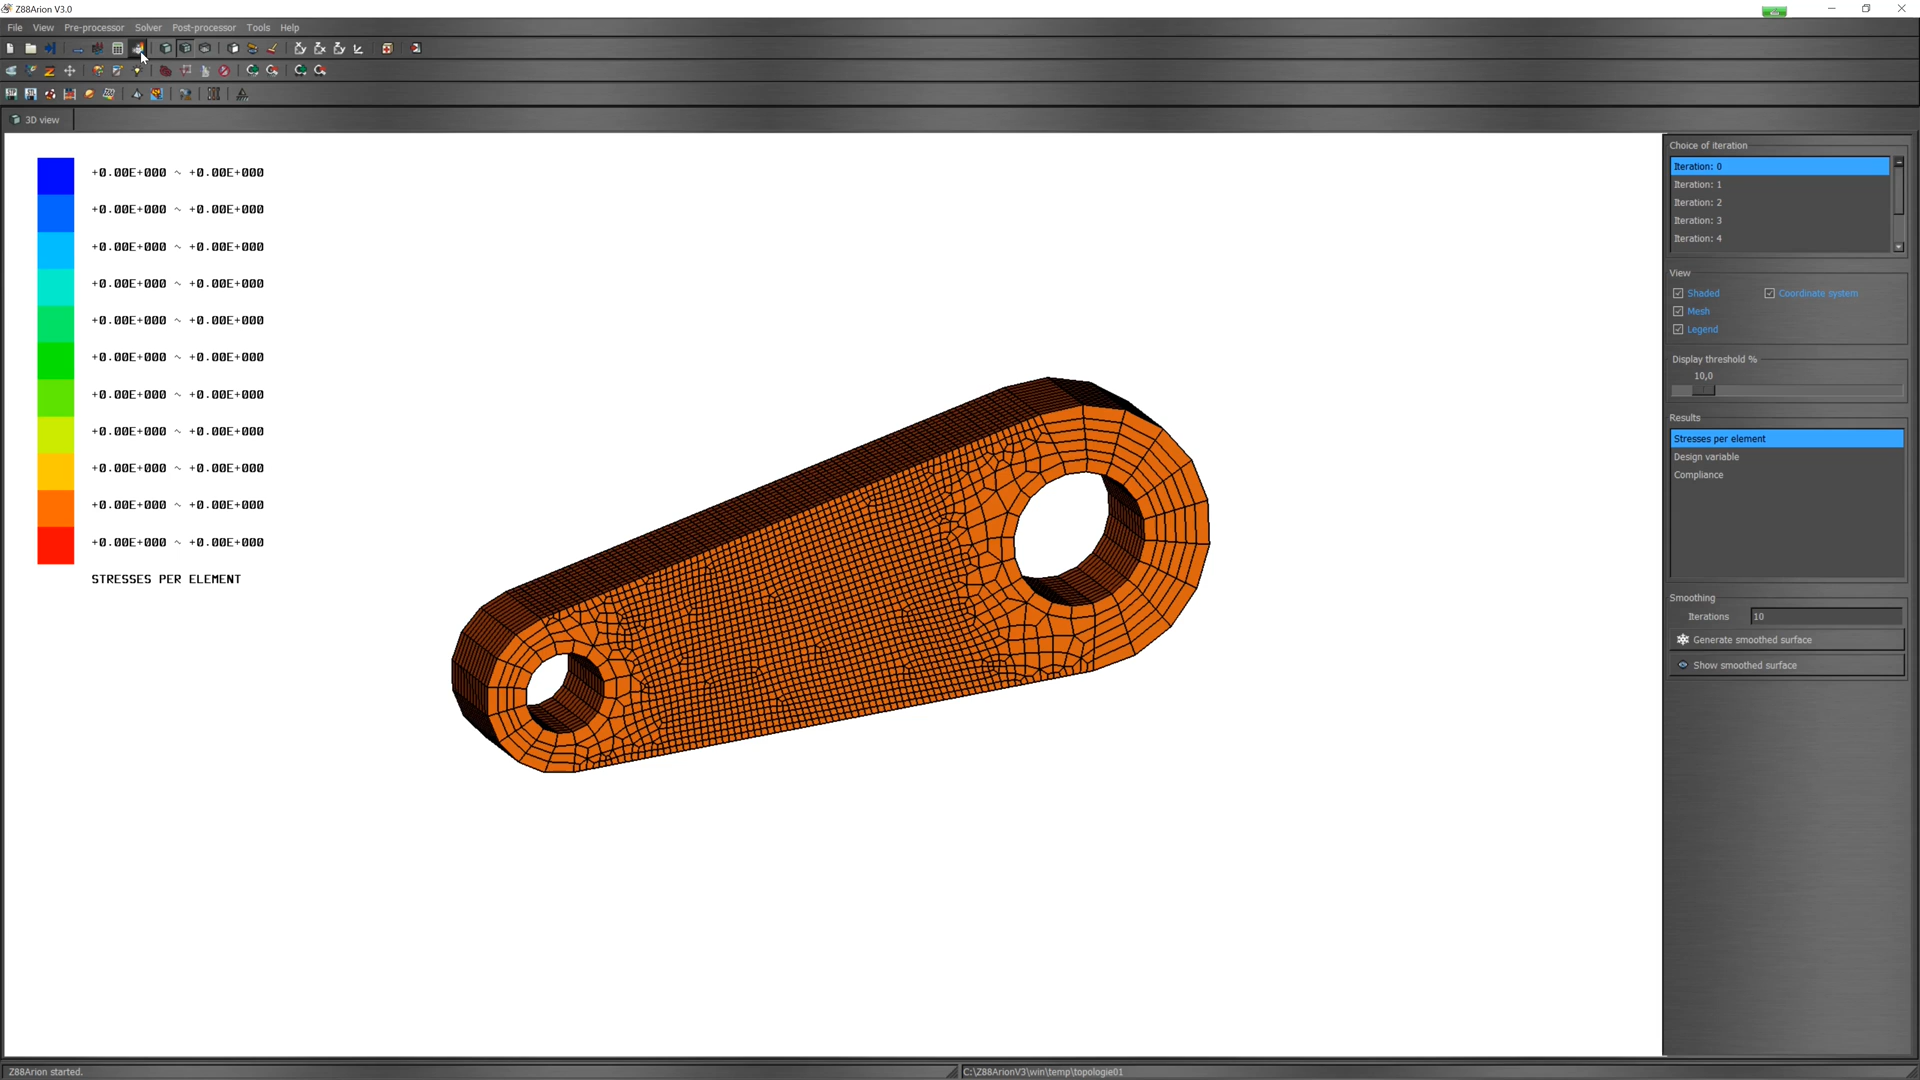 Z88Arion V3.0
File View Pre-processor Solver Post-processor Tools Help
3D view
+0.00E+000 ~ +0.00E+000
+0.00E+000 ~ +0.00E+000
+0.00E+000 ~ +0.00E+000
+0.00E+000 ~ +0.00E+000
+0.00E+000 ~ +0.00E+000
+0.00E+000 ~ +0.00E+000
+0.00E+000 ~ +0.00E+000
+0.00E+000 ~ +0.00E+000
+0.00E+000 ~ +0.00E+000
+0.00E+000 ~ +0.00E+000
+0.00E+000 ~ +0.00E+000
STRESSES PER ELEMENT
Choice of iteration
Iteration: 0
Iteration: 1
Iteration: 2
Iteration: 3
Iteration: 4
View
Shaded Coordinate system
Mesh
Legend
Display threshold %
10,0
Results
Stresses per element
Design variable
Compliance
Smoothing
Iterations 10
Generate smoothed surface
Show smoothed surface
Z88Arion started.
C:\Z88ArionV3\win\temp\topologie01